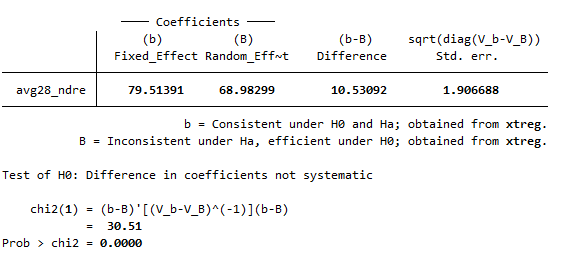 Coefficients
(b) (B) (b-B) sqrt(diag(V_b-V_B))
Fixed_Effect Random_Eff~t Difference Std. err.
avg28_ndre 79.51391 68.98299 10.53092 1.906688
b = Consistent under H0 and Ha; obtained from xtreg.
B = Inconsistent under Ha, efficient under H0; obtained from xtreg.
Test of H0: Difference in coefficients not systematic
chi2(1) = (b-B)'[(V_b-V_B)^(-1)](b-B)
= 30.51
Prob > chi2 = 0.0000